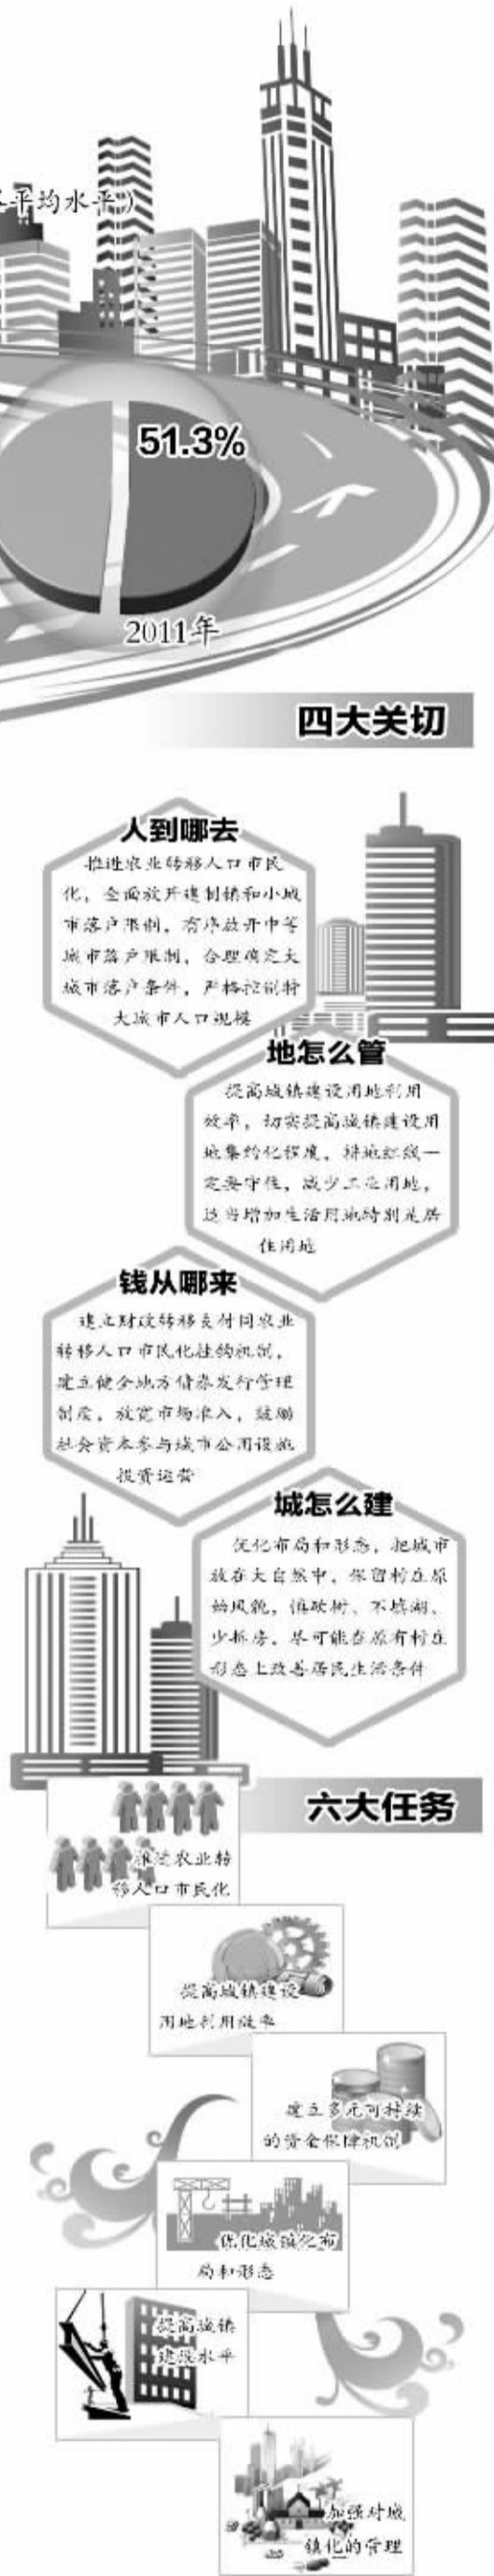 平均水平）
51.3%
2011年
四大关切
人到哪去
推进农业转移人口市民
化，全面放开建制镇和小城
市落户限制，有序放开中等
城市落户限制，合理确定大
城市落户条件，严格控制特
大城市人口规模
地怎么管
提高城镇建设用地利用
效率，切实提高城镇建设用
地集约化程度，耕地红线一
定要守住，减少工业用地，
适当增加生活用地特别是居
住用地
钱从哪来
建立财政转移支付同农业
转移人口市民化挂钩机制，
建立健全地方债券发行管理
制度，放宽市场准入，鼓励
社会资本参与城市公用设施
投资运营
城怎么建
优化布局和形态，把城市
放在大自然中，保留村庄原
始风貌，慎砍树、不填湖、
少拆房，尽可能在原有村庄
形态上改善居民生活条件
六大任务
推进农业转
移人口市民化
提高城镇建设
用地利用效率
建立多元可持续
的资金保障机制
优化城镇化布
局和形态
提高城镇
建设水平
加强对城
镇化的管理